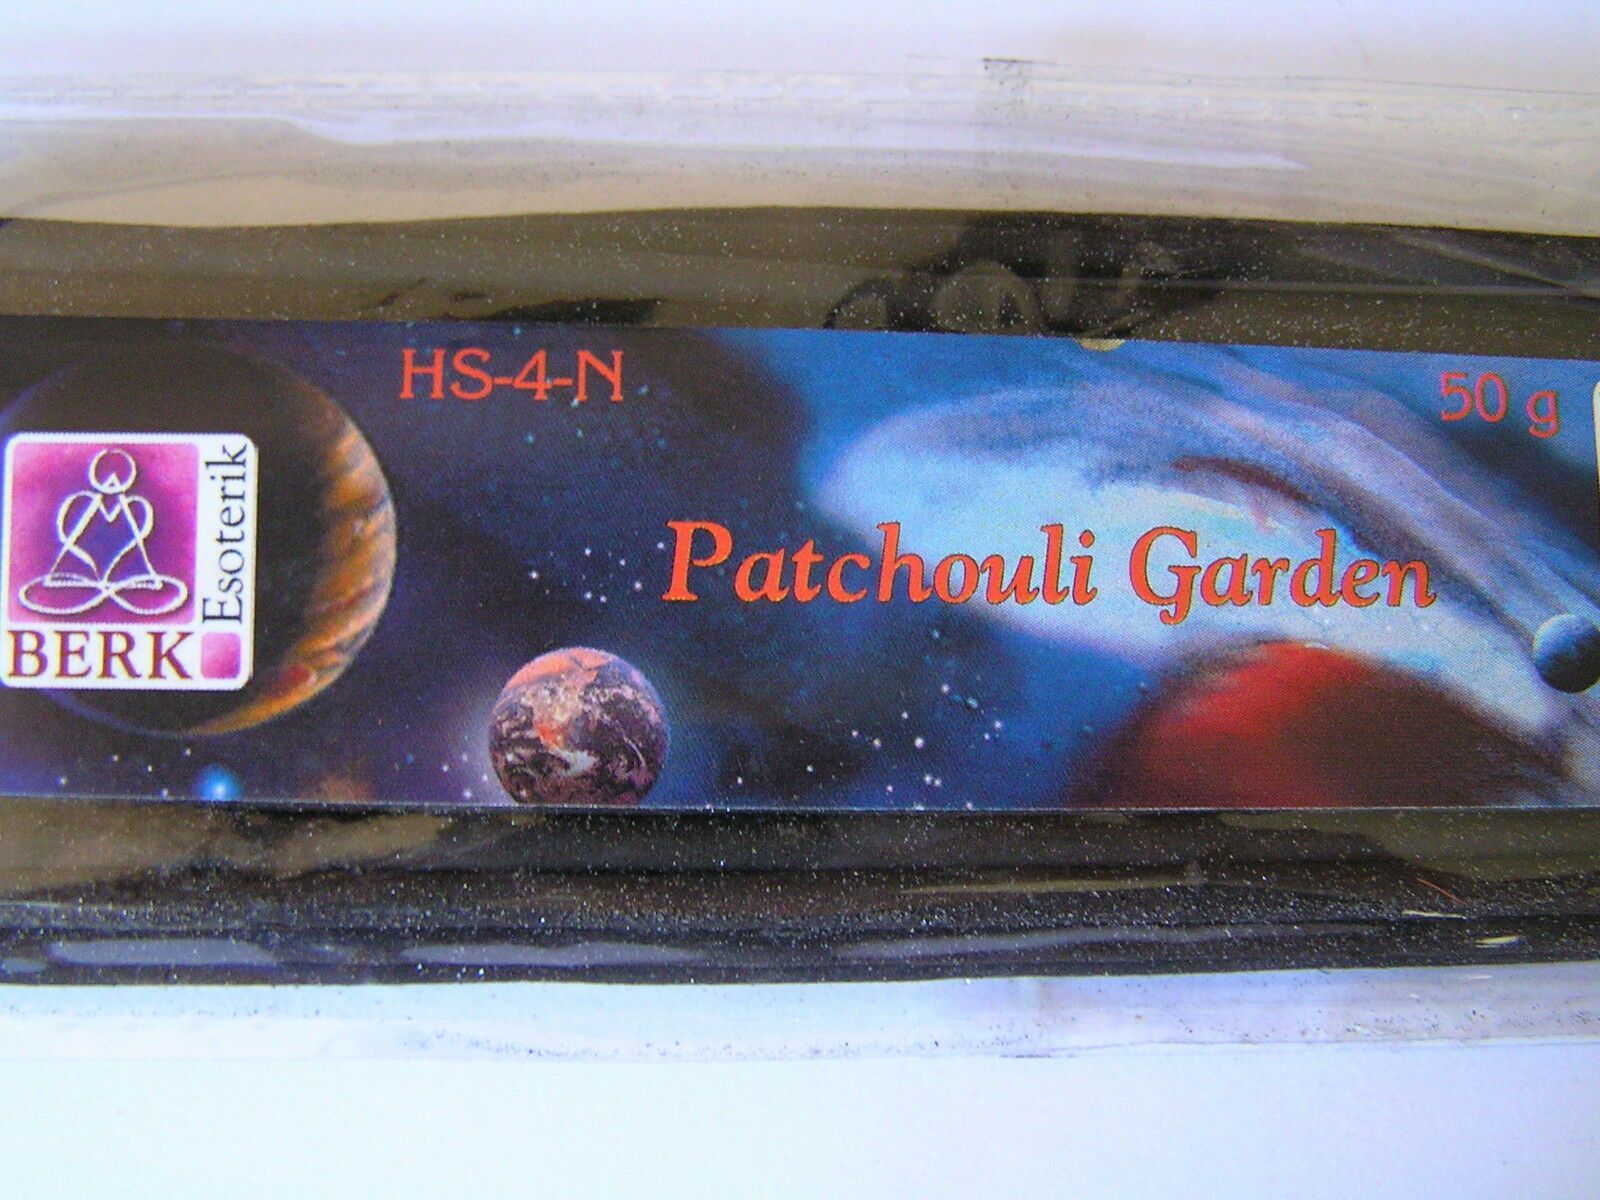 HS-4-N
50 g
Esoterik
BERK
Patchouli Garden